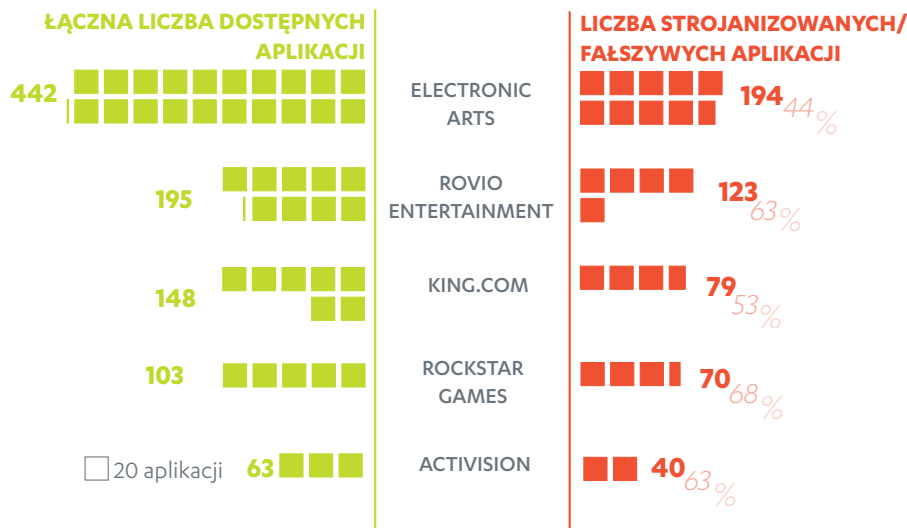 ŁĄCZNA LICZBA DOSTĘPNYCH
APLIKACJI
LICZBA STROJANIZOWANYCH/
FAŁSZYWYCH APLIKACJI
442
ELECTRONIC
ARTS
194 44 %
195
ROVIO
ENTERTAINMENT
123 63 %
148
KING.COM
79 53 %
103
ROCKSTAR
GAMES
70 68 %
20 aplikacji
63
ACTIVISION
40 63 %